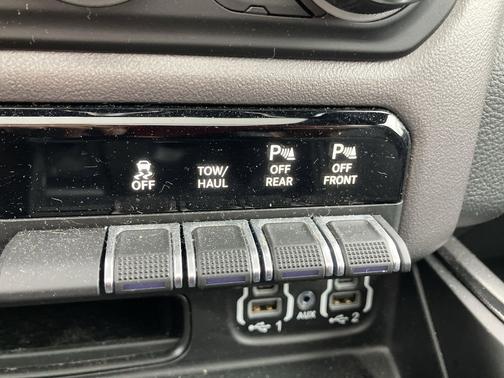 OFF
TOW/
HAUL
P
OFF
REAR
P
OFF
FRONT
1
AUX
2